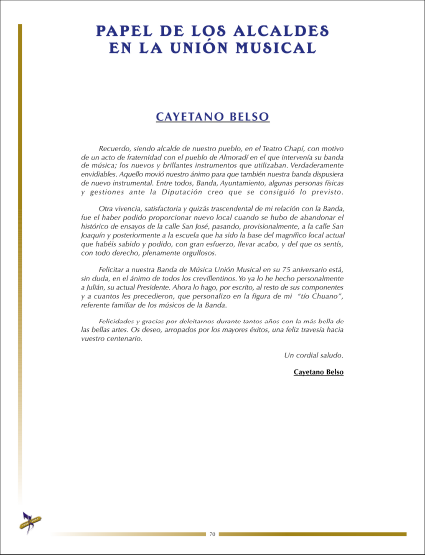 PAPEL DE LOS ALCALDES
EN LA UNIÓN MUSICAL
CAYETANO BELSO
Recuerdo, siendo alcalde de nuestro pueblo, en el Teatro Chapí, con motivo
de un acto de fraternidad con el pueblo de Almoradí en el que intervenía su banda
de música; los nuevos y brillantes instrumentos que utilizaban. Verdaderamente
envidiables. Aquello movió nuestro ánimo para que también nuestra banda dispusiera
de nuevo instrumental. Entre todos, Banda, Ayuntamiento, algunas personas físicas
y gestiones ante la Diputación creo que se consiguió lo previsto.
Otra vivencia, satisfactoria y quizás trascendental de mi relación con la Banda,
fue el haber podido proporcionar nuevo local cuando se hubo de abandonar el
histórico de ensayos de la calle San José, pasando, provisionalmente, a la calle San
Joaquín y posteriormente a la escuela que ha sido la base del magnífico local actual
que habéis sabido y podido, con gran esfuerzo, llevar acabo, y del que os sentís,
con todo derecho, plenamente orgullosos.
Felicitar a nuestra Banda de Música Unión Musical en su 75 aniversario está,
sin duda, en el ánimo de todos los crevillentinos. Yo ya lo he hecho personalmente
a Julián, su actual Presidente. Ahora lo hago, por escrito, al resto de sus componentes
y a cuantos les precedieron, que personalizo en la figura de mi "tío Chuano",
referente familiar de los músicos de la Banda.
Felicidades y gracias por deleitarnos durante tantos años con la más bella de
las bellas artes. Os deseo, arropados por los mayores éxitos, una feliz travesía hacia
vuestro centenario.
Un cordial saludo.
Cayetano Belso
70